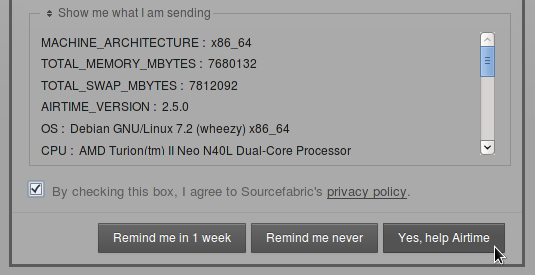 Show me what I am sending
MACHINE_ARCHITECTURE : x86_64
TOTAL_MEMORY_MBYTES : 7680132
TOTAL_SWAP_MBYTES : 7812092
AIRTIME_VERSION : 2.5.0
OS : Debian GNU/Linux 7.2 (wheezy) x86_64
CPU : AMD Turion(tm) II Neo N40L Dual-Core Processor
By checking this box, I agree to Sourcefabric's privacy policy.
Remind me in 1 week Remind me never Yes, help Airtime